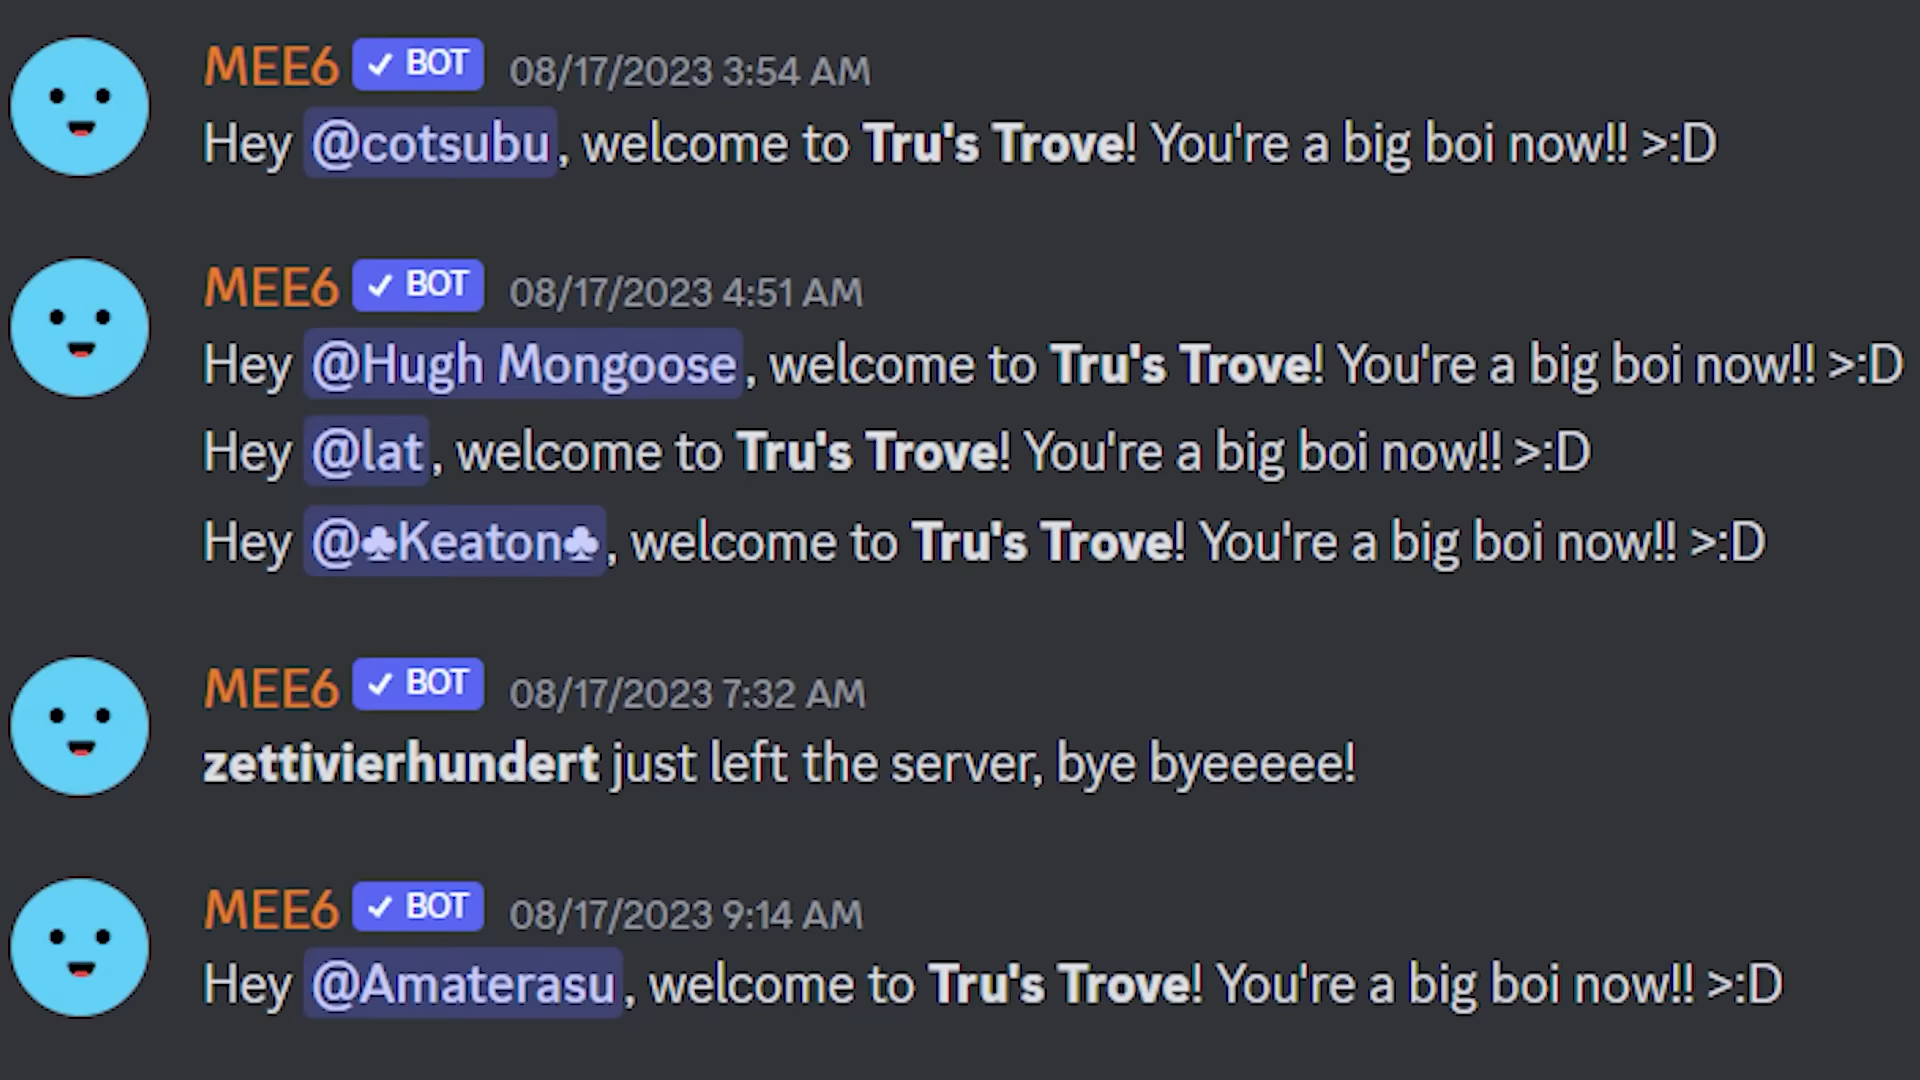 MEE6 ✓ BOT 08/17/2023 3:54 AM
Hey @cotsubu, welcome to Tru's Trove! You're a big boi now!! >:D
MEE6 ✓ BOT 08/17/2023 4:51 AM
Hey @Hugh Mongoose, welcome to Tru's Trove! You're a big boi now!! >:D
Hey @lat, welcome to Tru's Trove! You're a big boi now!! >:D
Hey @♣Keaton♣, welcome to Tru's Trove! You're a big boi now!! >:D
MEE6 ✓ BOT 08/17/2023 7:32 AM
zettivierhundert just left the server, bye byeeeee!
MEE6 ✓ BOT 08/17/2023 9:14 AM
Hey @Amaterasu, welcome to Tru's Trove! You're a big boi now!! >:D